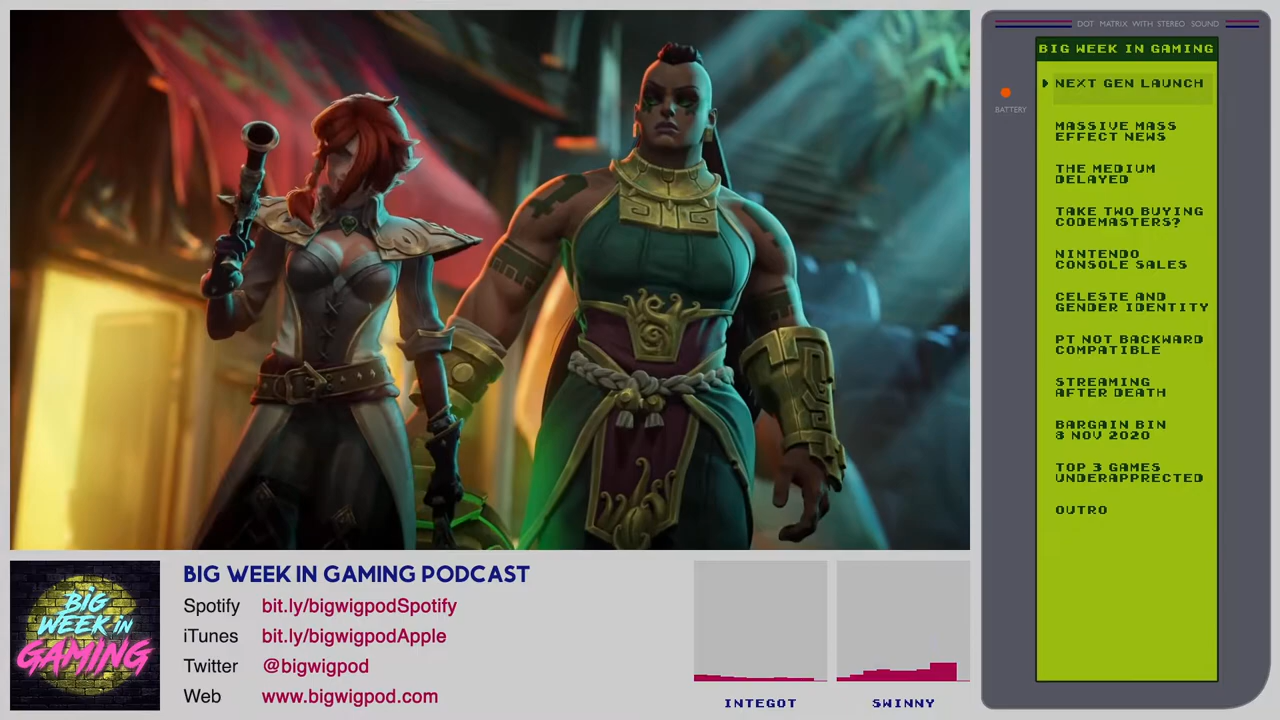 DOT MATRIX WITH STEREO SOUND
BIG WEEK IN GAMING
NEXT GEN LAUNCH
BATTERY
MASSIVE MASS
EFFECT NEWS
THE MEDIUM
DELAYED
TAKE TWO BUYING
CODEMASTERS?
NINTENDO
CONSOLE SALES
CELESTE AND
GENDER IDENTITY
PT NOT BACKWARD
COMPATIBLE
STREAMING
AFTER DEATH
BARGAIN BIN
8 NOV 2020
TOP 3 GAMES
UNDERAPPRECTED
OUTRO
BIG
WEEK IN
GAMING
BIG WEEK IN GAMING PODCAST
Spotify bit.ly/bigwigpodSpotify
iTunes bit.ly/bigwigpodApple
Twitter @bigwigpod
Web www.bigwigpod.com
INTEGOT
SWINNY